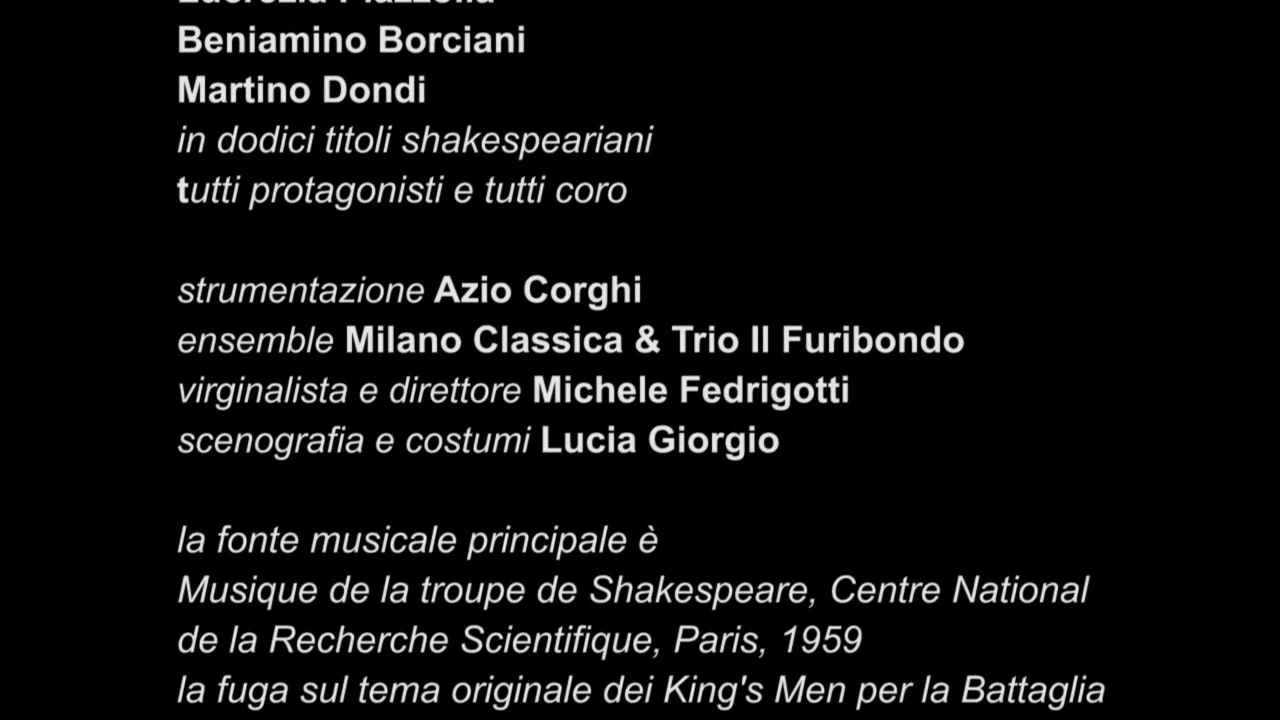 Lucrezia Piazzolla
Beniamino Borciani
Martino Dondi
in dodici titoli shakespeariani
tutti protagonisti e tutti coro
strumentazione Azio Corghi
ensemble Milano Classica & Trio Il Furibondo
virginalista e direttore Michele Fedrigotti
scenografia e costumi Lucia Giorgio
la fonte musicale principale è
Musique de la troupe de Shakespeare, Centre National
de la Recherche Scientifique, Paris, 1959
la fuga sul tema originale dei King's Men per la Battaglia